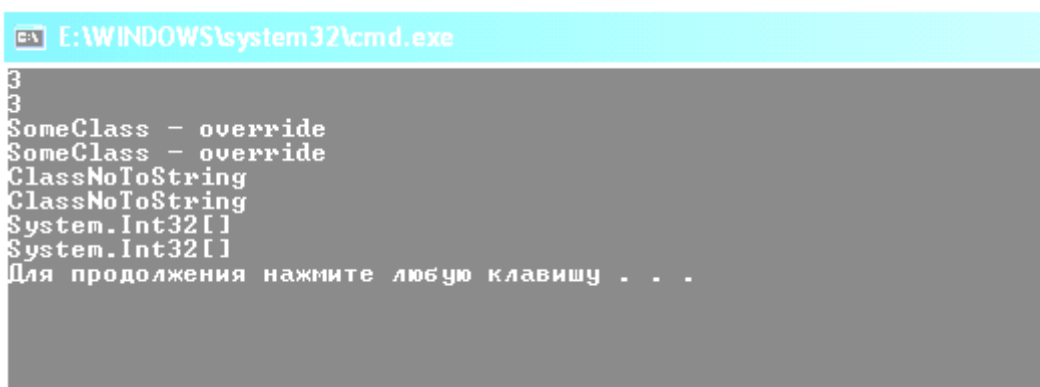 E:\WINDOWS\system32\cmd.exe
3
3
SomeClass - override
SomeClass - override
ClassNoToString
ClassNoToString
System.Int32[]
System.Int32[]
Для продолжения нажмите любую клавишу . . .